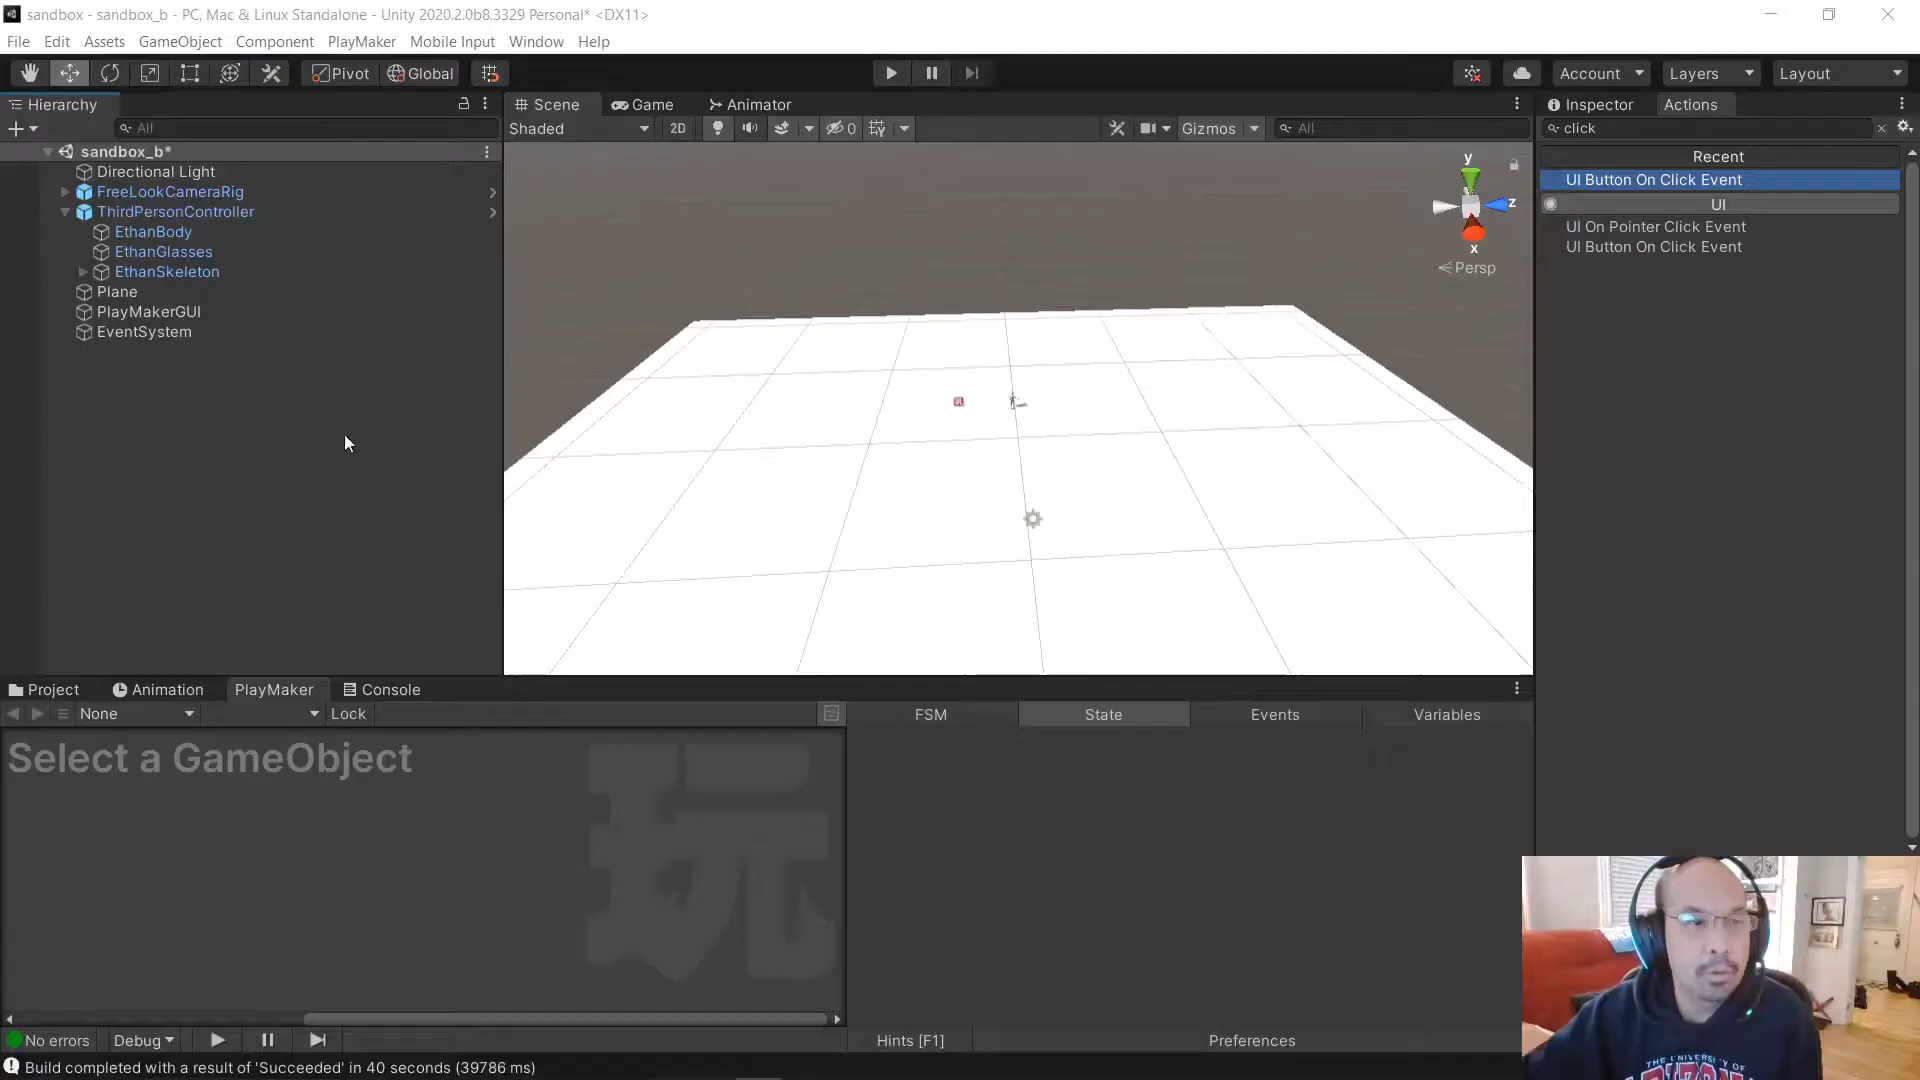 sandbox - sandbox_b - PC, Mac & Linux Standalone - Unity 2020.2.0b8.3329 Personal* <DX11>
File Edit Assets GameObject Component PlayMaker Mobile Input Window Help
Pivot Global Account Layers Layout
Hierarchy Scene Game Animator Inspector Actions
All Shaded 2D 0 Gizmos All click
sandbox_b*
Directional Light
FreeLookCameraRig
ThirdPersonController
EthanBody
EthanGlasses
EthanSkeleton
Plane
PlayMakerGUI
EventSystem
y
z
x
Persp
Recent
UI Button On Click Event
UI
UI On Pointer Click Event
UI Button On Click Event
Project Animation PlayMaker Console
None Lock FSM State Events Variables
Select a GameObject
玩
No errors Debug Hints [F1] Preferences
Build completed with a result of 'Succeeded' in 40 seconds (39786 ms)
THE UNIVERSITY OF